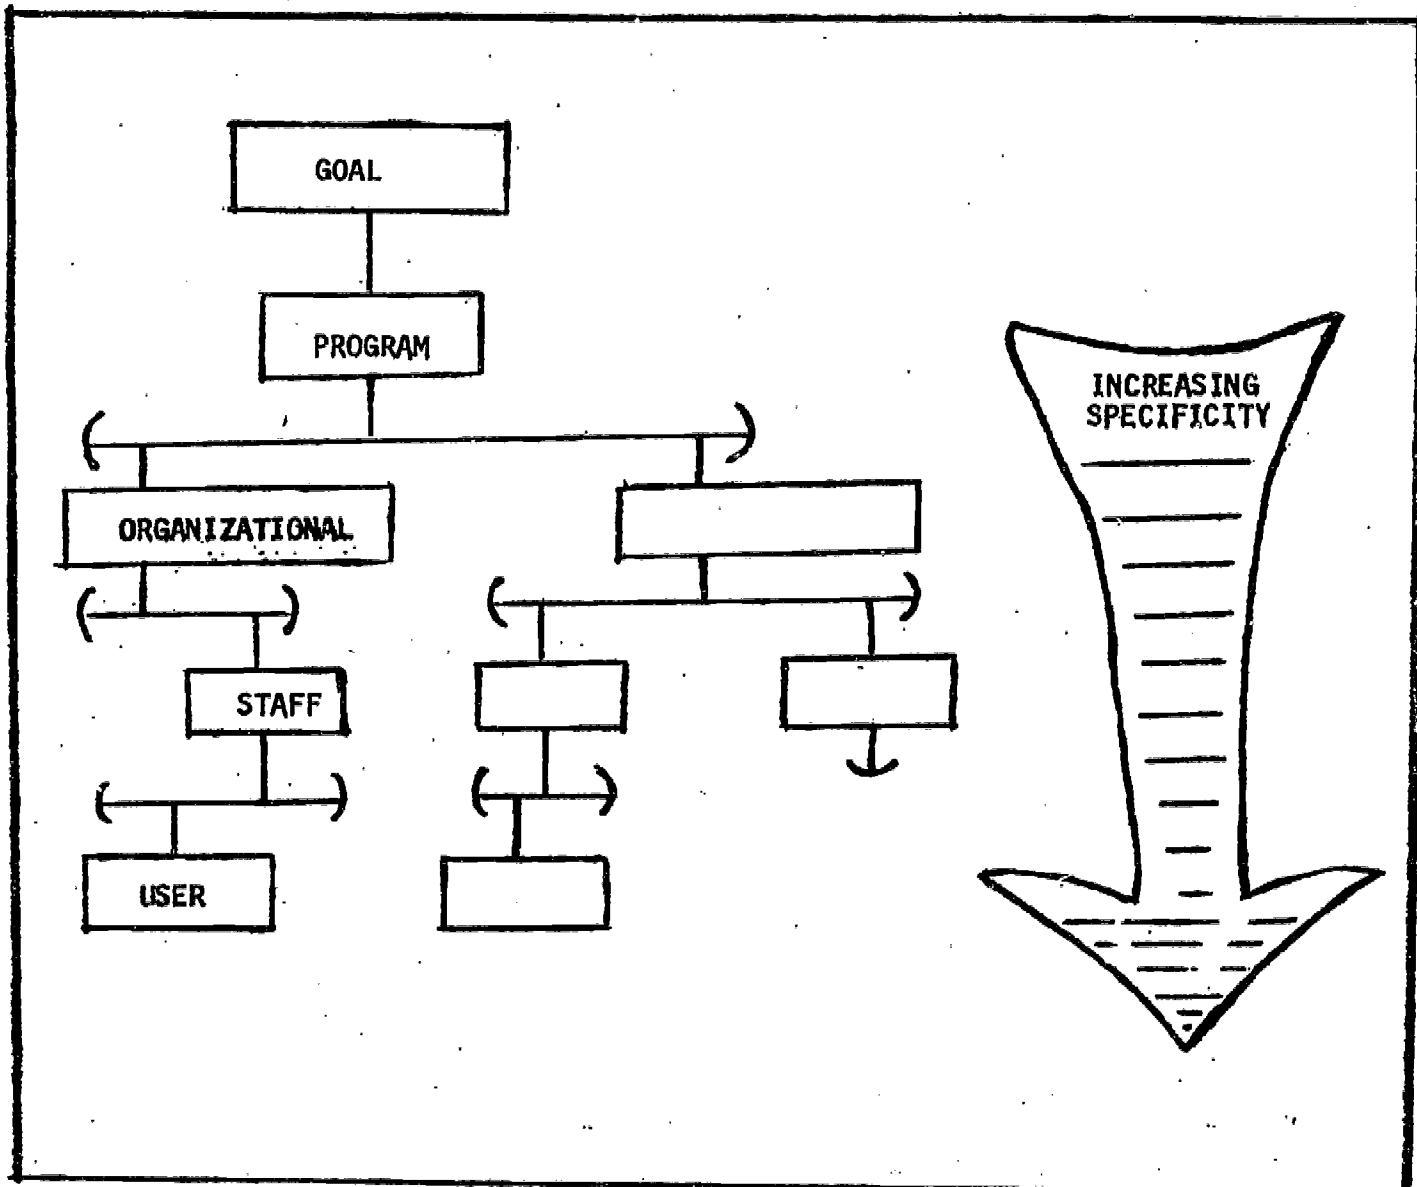 GOAL
PROGRAM
INCREASING
SPECIFICITY
ORGANIZATIONAL
STAFF
USER